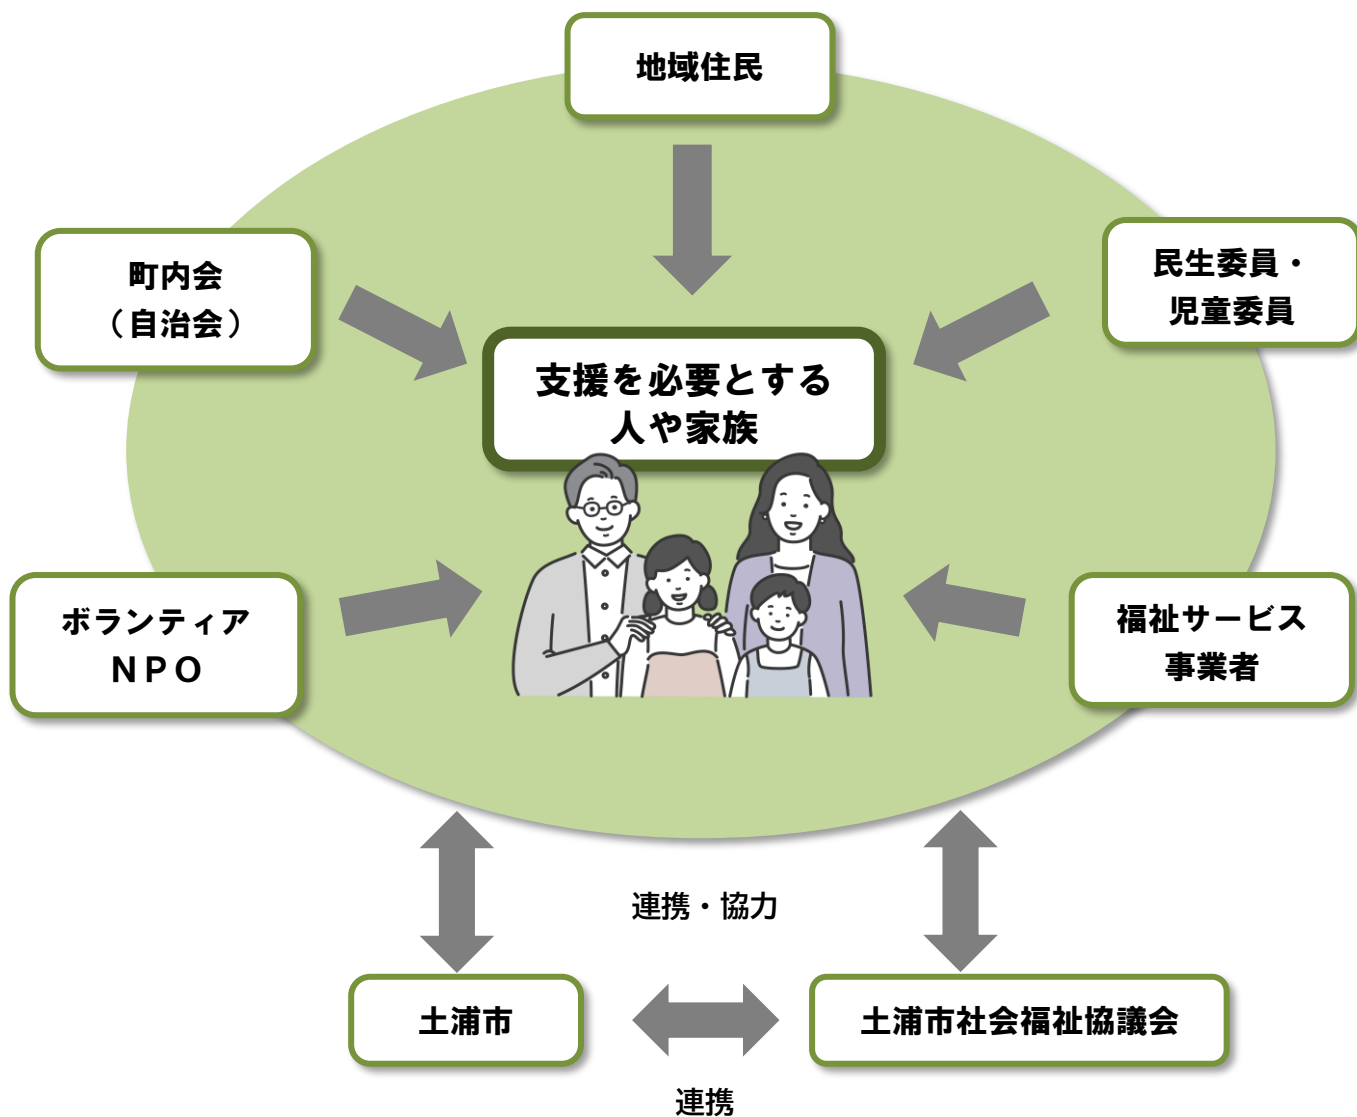 地域住民
町内会
（自治会）
民生委員・
児童委員
支援を必要とする
人や家族
ボランティア
ＮＰＯ
福祉サービス
事業者
連携・協力
土浦市
土浦市社会福祉協議会
連携